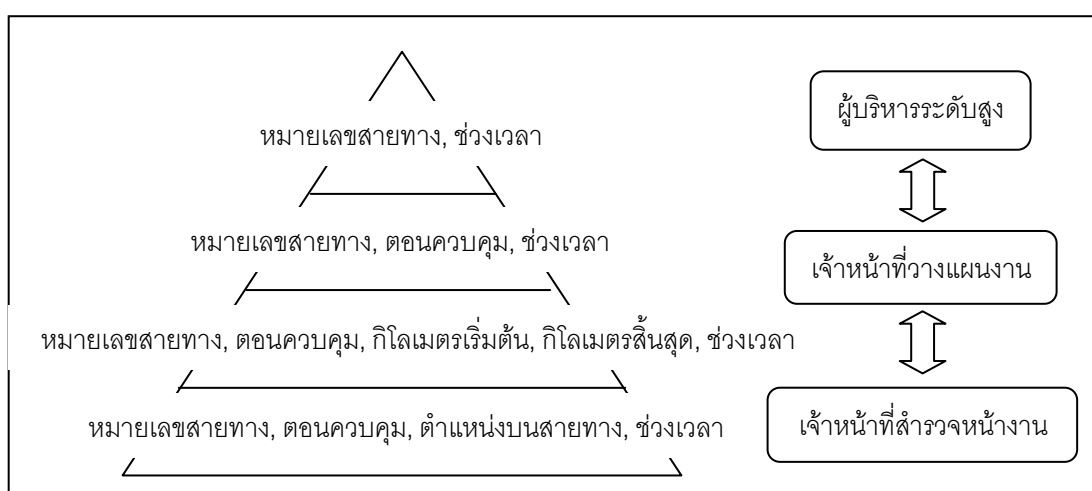 หมายเลขสายทาง, ช่วงเวลา
หมายเลขสายทาง, ตอนควบคุม, ช่วงเวลา
หมายเลขสายทาง, ตอนควบคุม, กิโลเมตรเริ่มต้น, กิโลเมตรสิ้นสุด, ช่วงเวลา
หมายเลขสายทาง, ตอนควบคุม, ตำแหน่งบนสายทาง, ช่วงเวลา
ผู้บริหารระดับสูง
เจ้าหน้าที่วางแผนงาน
เจ้าหน้าที่สำรวจหน้างาน